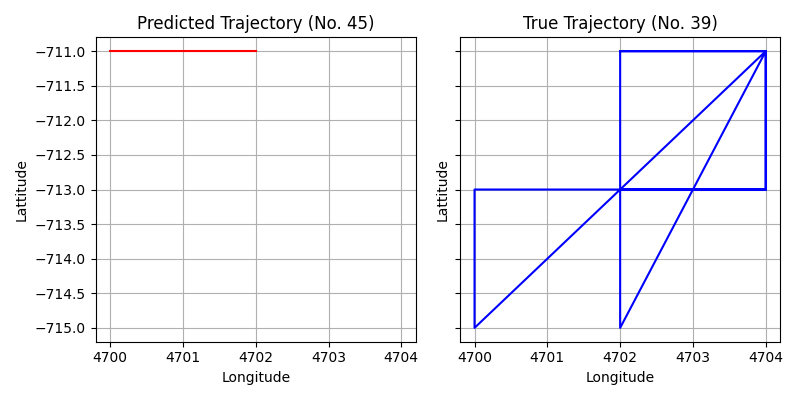 Predicted Trajectory (No. 45)
True Trajectory (No. 39)
−711.0
−711.5
−712.0
−712.5
−713.0
−713.5
−714.0
−714.5
−715.0
Lattitude
Lattitude
4700 4701 4702 4703 4704
4700 4701 4702 4703 4704
Longitude
Longitude